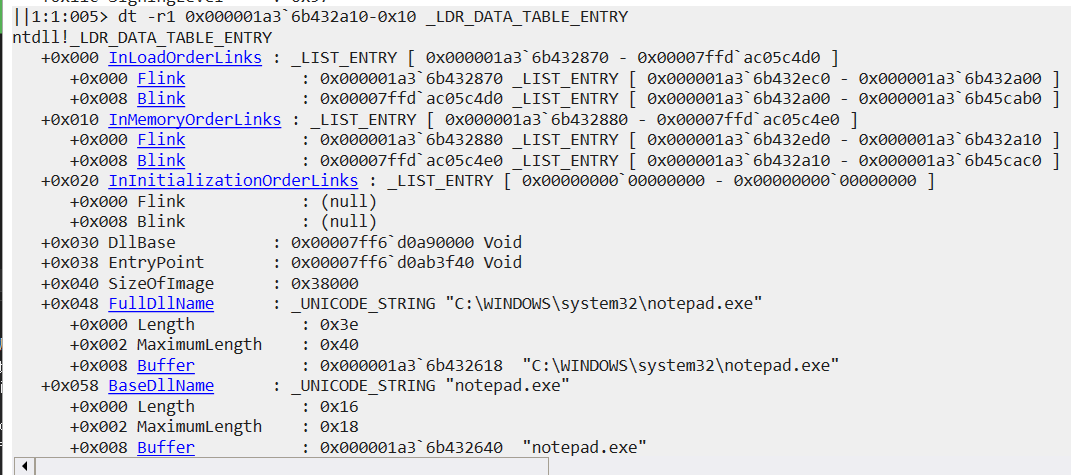 ||1:1:005> dt -r1 0x000001a3`6b432a10-0x10 _LDR_DATA_TABLE_ENTRY
ntdll!_LDR_DATA_TABLE_ENTRY
+0x000 InLoadOrderLinks : _LIST_ENTRY [ 0x000001a3`6b432870 - 0x00007ffd`ac05c4d0 ]
+0x000 Flink : 0x000001a3`6b432870 _LIST_ENTRY [ 0x000001a3`6b432ec0 - 0x000001a3`6b432a00 ]
+0x008 Blink : 0x00007ffd`ac05c4d0 _LIST_ENTRY [ 0x000001a3`6b432a00 - 0x000001a3`6b45cab0 ]
+0x010 InMemoryOrderLinks : _LIST_ENTRY [ 0x000001a3`6b432880 - 0x00007ffd`ac05c4e0 ]
+0x000 Flink : 0x000001a3`6b432880 _LIST_ENTRY [ 0x000001a3`6b432ed0 - 0x000001a3`6b432a10 ]
+0x008 Blink : 0x00007ffd`ac05c4e0 _LIST_ENTRY [ 0x000001a3`6b432a10 - 0x000001a3`6b45cac0 ]
+0x020 InInitializationOrderLinks : _LIST_ENTRY [ 0x00000000`00000000 - 0x00000000`00000000 ]
+0x000 Flink : (null)
+0x008 Blink : (null)
+0x030 DllBase : 0x00007ff6`d0a90000 Void
+0x038 EntryPoint : 0x00007ff6`d0ab3f40 Void
+0x040 SizeOfImage : 0x38000
+0x048 FullDllName : _UNICODE_STRING "C:\WINDOWS\system32\notepad.exe"
+0x000 Length : 0x3e
+0x002 MaximumLength : 0x40
+0x008 Buffer : 0x000001a3`6b432618 "C:\WINDOWS\system32\notepad.exe"
+0x058 BaseDllName : _UNICODE_STRING "notepad.exe"
+0x000 Length : 0x16
+0x002 MaximumLength : 0x18
+0x008 Buffer : 0x000001a3`6b432640 "notepad.exe"